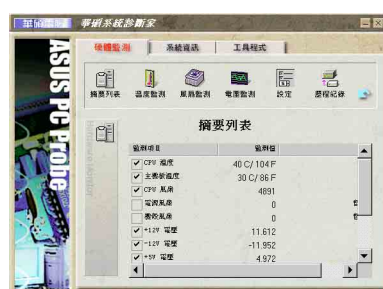 華碩電腦 華碩系統診斷家
ASUS PC Probe
硬體監測 系統資訊 工具程式
摘要列表 溫度監測 風扇監測 電壓監測 設定 歷程紀錄
摘要列表
監測項目 監測值
CPU 溫度 40 C/ 104 F
主機板溫度 30 C/ 86 F
CPU 風扇 4891
電源風扇 0
機殼風扇 0
+12V 電壓 11.612
-12V 電壓 -11.952
+5V 電壓 4.972